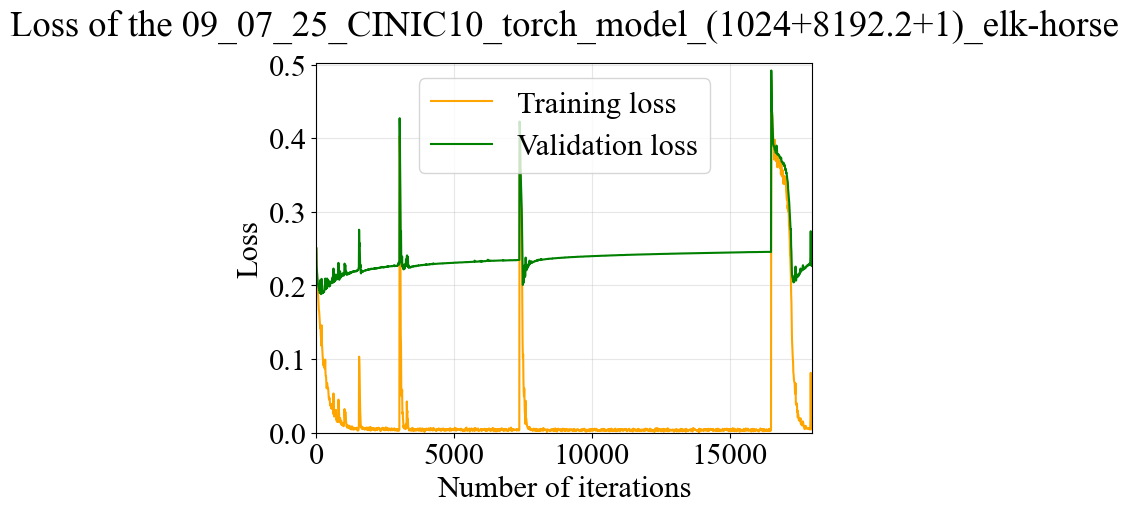 Loss of the 09_07_25_CINIC10_torch_model_(1024+8192.2+1)_elk-horse
0.5
0.4
0.3
0.2
0.1
0.0
Loss
Training loss
Validation loss
0 5000 10000 15000
Number of iterations